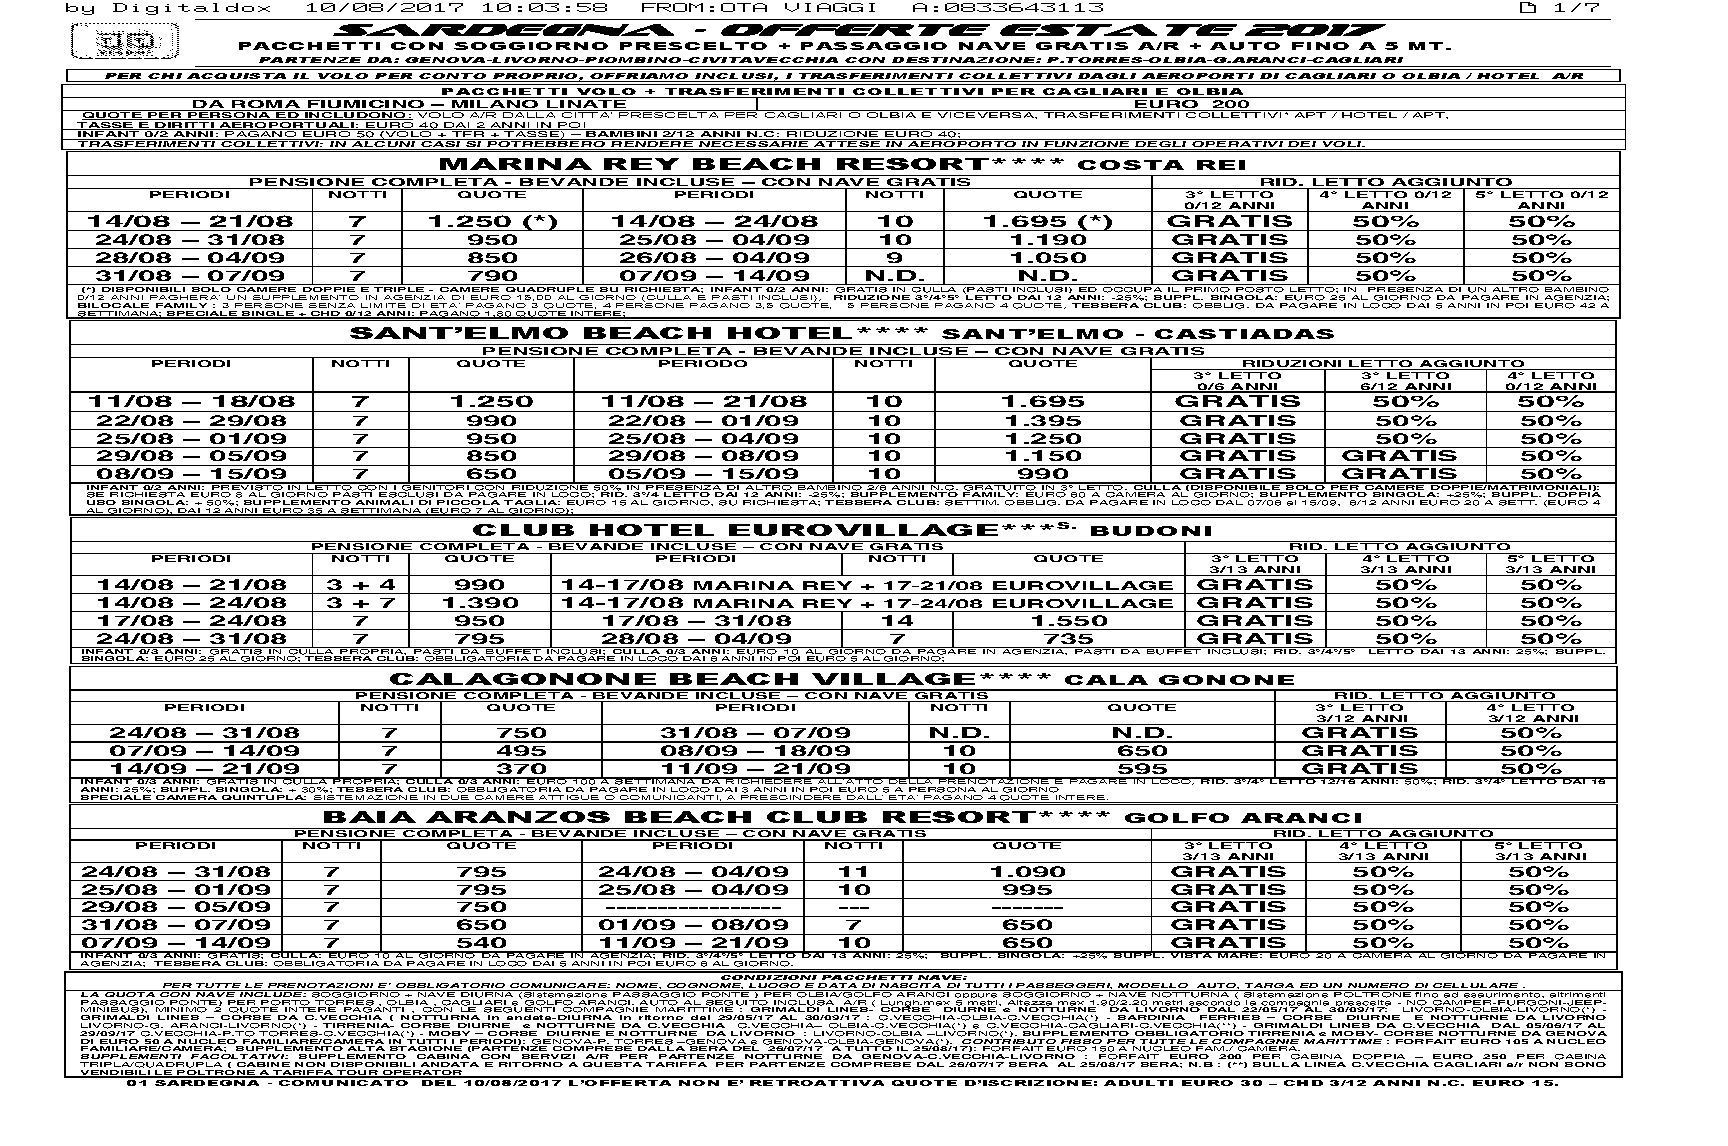 by Digitaldox 10/08/2017 10:03:58 FROM:OTA VIAGGI A:0833643113 1/7
SARDEGNA - OFFERTE ESTATE 2017
PACCHETTI CON SOGGIORNO PRESCELTO + PASSAGGIO NAVE GRATIS A/R + AUTO FINO A 5 MT.
PARTENZE DA: GENOVA-LIVORNO-PIOMBINO-CIVITAVECCHIA CON DESTINAZIONE: P.TORRES-OLBIA-G.ARANCI-CAGLIARI
PER CHI ACQUISTA IL VOLO PER CONTO PROPRIO, OFFRIAMO INCLUSI, I TRASFERIMENTI COLLETTIVI DAGLI AEROPORTI DI CAGLIARI O OLBIA / HOTEL A/R
PACCHETTI VOLO + TRASFERIMENTI COLLETTIVI PER CAGLIARI E OLBIA
DA ROMA FIUMICINO – MILANO LINATE EURO 200
QUOTE PER PERSONA ED INCLUDONO: VOLO A/R DALLA CITTA' PRESCELTA PER CAGLIARI O OLBIA E VICEVERSA, TRASFERIMENTI COLLETTIVI* APT / HOTEL / APT,
TASSE E DIRITTI AEROPORTUALI: EURO 40 DAI 2 ANNI IN POI
INFANT 0/2 ANNI: PAGANO EURO 50 (VOLO + TFR + TASSE) – BAMBINI 2/12 ANNI N.C: RIDUZIONE EURO 40;
TRASFERIMENTI COLLETTIVI: IN ALCUNI CASI SI POTREBBERO RENDERE NECESSARIE ATTESE IN AEROPORTO IN FUNZIONE DEGLI OPERATIVI DEI VOLI.
MARINA REY BEACH RESORT**** COSTA REI
PENSIONE COMPLETA - BEVANDE INCLUSE – CON NAVE GRATIS RID. LETTO AGGIUNTO
PERIODI NOTTI QUOTE PERIODI NOTTI QUOTE 3° LETTO 4° LETTO 0/12 5° LETTO 0/12
0/12 ANNI ANNI ANNI
14/08 – 21/08 7 1.250 (*) 14/08 – 24/08 10 1.695 (*) GRATIS 50% 50%
24/08 – 31/08 7 950 25/08 – 04/09 10 1.190 GRATIS 50% 50%
28/08 – 04/09 7 850 26/08 – 04/09 9 1.050 GRATIS 50% 50%
31/08 – 07/09 7 790 07/09 – 14/09 N.D. N.D. GRATIS 50% 50%
(*) DISPONIBILI SOLO CAMERE DOPPIE E TRIPLE - CAMERE QUADRUPLE SU RICHIESTA; INFANT 0/2 ANNI: GRATIS IN CULLA (PASTI INCLUSI) ED OCCUPA IL PRIMO POSTO LETTO; IN PRESENZA DI UN ALTRO BAMBINO
0/12 ANNI PAGHERA' UN SUPPLEMENTO IN AGENZIA DI EURO 15,00 AL GIORNO (CULLA E PASTI INCLUSI), RIDUZIONE 3°/4°5° LETTO DAI 12 ANNI: -25%; SUPPL. SINGOLA: EURO 25 AL GIORNO DA PAGARE IN AGENZIA;
BILOCALE FAMILY : 3 PERSONE SENZA LIMITE DI ETA' PAGANO 3 QUOTE, 4 PERSONE PAGANO 3,5 QUOTE, 5 PERSONE PAGANO 4 QUOTE, TESSERA CLUB: OBBLIG. DA PAGARE IN LOCO DAI 5 ANNI IN POI EURO 42 A
SETTIMANA; SPECIALE SINGLE + CHD 0/12 ANNI: PAGANO 1,80 QUOTE INTERE;
SANT'ELMO BEACH HOTEL**** SANT'ELMO - CASTIADAS
PENSIONE COMPLETA - BEVANDE INCLUSE – CON NAVE GRATIS
PERIODI NOTTI QUOTE PERIODO NOTTI QUOTE RIDUZIONI LETTO AGGIUNTO
3° LETTO 3° LETTO 4° LETTO
0/6 ANNI 6/12 ANNI 0/12 ANNI
11/08 – 18/08 7 1.250 11/08 – 21/08 10 1.695 GRATIS 50% 50%
22/08 – 29/08 7 990 22/08 – 01/09 10 1.395 GRATIS 50% 50%
25/08 – 01/09 7 950 25/08 – 04/09 10 1.250 GRATIS 50% 50%
29/08 – 05/09 7 850 29/08 – 08/09 10 1.150 GRATIS GRATIS 50%
08/09 – 15/09 7 650 05/09 – 15/09 10 990 GRATIS GRATIS 50%
INFANT 0/2 ANNI: PREVISTO IN LETTO CON I GENITORI CON RIDUZIONE 50% IN PRESENZA DI ALTRO BAMBINO 2/8 ANNI N.C. GRATUITO IN 3° LETTO. CULLA (DISPONIBILE SOLO PER CAMERE DOPPIE/MATRIMONIALI):
SE RICHIESTA EURO 8 AL GIORNO PASTI ESCLUSI DA PAGARE IN LOCO; RID. 3°/4 LETTO DAI 12 ANNI: -25%; SUPPLEMENTO FAMILY: EURO 60 A CAMERA AL GIORNO; SUPPLEMENTO SINGOLA: +25%; SUPPL. DOPPIA
USO SINGOLA: + 50%; SUPPLEMENTO ANIMALI PICCOLA TAGLIA: EURO 15 AL GIORNO, SU RICHIESTA; TESSERA CLUB: SETTIM. OBBLIG. DA PAGARE IN LOCO DAL 07/06 al 15/09, 6/12 ANNI EURO 20 A SETT. (EURO 4
AL GIORNO), DAI 12 ANNI EURO 35 A SETTIMANA (EURO 7 AL GIORNO);
CLUB HOTEL EUROVILLAGE***S. BUDONI
PENSIONE COMPLETA - BEVANDE INCLUSE – CON NAVE GRATIS RID. LETTO AGGIUNTO
PERIODI NOTTI QUOTE PERIODI NOTTI QUOTE 3° LETTO 4° LETTO 5° LETTO
3/13 ANNI 3/13 ANNI 3/13 ANNI
14/08 – 21/08 3 + 4 990 14-17/08 MARINA REY + 17-21/08 EUROVILLAGE GRATIS 50% 50%
14/08 – 24/08 3 + 7 1.390 14-17/08 MARINA REY + 17-24/08 EUROVILLAGE GRATIS 50% 50%
17/08 – 24/08 7 950 17/08 – 31/08 14 1.550 GRATIS 50% 50%
24/08 – 31/08 7 795 28/08 – 04/09 7 735 GRATIS 50% 50%
INFANT 0/3 ANNI: GRATIS IN CULLA PROPRIA, PASTI DA BUFFET INCLUSI; CULLA 0/3 ANNI: EURO 10 AL GIORNO DA PAGARE IN AGENZIA, PASTI DA BUFFET INCLUSI; RID. 3°/4°/5° LETTO DAI 13 ANNI: 25%; SUPPL.
SINGOLA: EURO 25 AL GIORNO; TESSERA CLUB: OBBLIGATORIA DA PAGARE IN LOCO DAI 6 ANNI IN POI EURO 5 AL GIORNO;
CALAGONONE BEACH VILLAGE**** CALA GONONE
PENSIONE COMPLETA - BEVANDE INCLUSE – CON NAVE GRATIS RID. LETTO AGGIUNTO
PERIODI NOTTI QUOTE PERIODI NOTTI QUOTE 3° LETTO 4° LETTO
3/12 ANNI 3/12 ANNI
24/08 – 31/08 7 750 31/08 – 07/09 N.D. N.D. GRATIS 50%
07/09 – 14/09 7 495 08/09 – 18/09 10 650 GRATIS 50%
14/09 – 21/09 7 370 11/09 – 21/09 10 595 GRATIS 50%
INFANT 0/3 ANNI: GRATIS IN CULLA PROPRIA; CULLA 0/3 ANNI: EURO 100 A SETTIMANA DA RICHIEDERE ALL'ATTO DELLA PRENOTAZIONE E PAGARE IN LOCO, RID. 3°/4° LETTO 12/16 ANNI: 50%; RID. 3°/4° LETTO DAI 16
ANNI: 25%; SUPPL. SINGOLA: + 30%; TESSERA CLUB: OBBLIGATORIA DA PAGARE IN LOCO DAI 3 ANNI IN POI EURO 5 A PERSONA AL GIORNO
SPECIALE CAMERA QUINTUPLA: SISTEMAZIONE IN DUE CAMERE ATTIGUE O COMUNICANTI, A PRESCINDERE DALL'ETA' PAGANO 4 QUOTE INTERE.
BAIA ARANZOS BEACH CLUB RESORT**** GOLFO ARANCI
PENSIONE COMPLETA - BEVANDE INCLUSE – CON NAVE GRATIS RID. LETTO AGGIUNTO
PERIODI NOTTI QUOTE PERIODI NOTTI QUOTE 3° LETTO 4° LETTO 5° LETTO
3/13 ANNI 3/13 ANNI 3/13 ANNI
24/08 – 31/08 7 795 24/08 – 04/09 11 1.090 GRATIS 50% 50%
25/08 – 01/09 7 795 25/08 – 04/09 10 995 GRATIS 50% 50%
29/08 – 05/09 7 750 ----------------- --- ------- GRATIS 50% 50%
31/08 – 07/09 7 650 01/09 – 08/09 7 650 GRATIS 50% 50%
07/09 – 14/09 7 540 11/09 – 21/09 10 650 GRATIS 50% 50%
INFANT 0/3 ANNI: GRATIS; CULLA: EURO 10 AL GIORNO DA PAGARE IN AGENZIA; RID. 3°/4°/5° LETTO DAI 13 ANNI: 25%; SUPPL. SINGOLA: +25% SUPPL. VISTA MARE: EURO 20 A CAMERA AL GIORNO DA PAGARE IN
AGENZIA; TESSERA CLUB: OBBLIGATORIA DA PAGARE IN LOCO DAI 5 ANNI IN POI EURO 6 AL GIORNO.
CONDIZIONI PACCHETTI NAVE:
PER TUTTE LE PRENOTAZIONI E' OBBLIGATORIO COMUNICARE: NOME, COGNOME, LUOGO E DATA DI NASCITA DI TUTTI I PASSEGGERI, MODELLO AUTO, TARGA ED UN NUMERO DI CELLULARE .
LA QUOTA CON NAVE INCLUDE: SOGGIORNO + NAVE DIURNA (Sistemazione PASSAGGIO PONTE ) PER OLBIA/GOLFO ARANCI oppure SOGGIORNO + NAVE NOTTURNA ( Sistemazione POLTRONE fino ad esaurimento, altrimenti
PASSAGGIO PONTE) PER PORTO TORRES , OLBIA , CAGLIARI e GOLFO ARANCI. AUTO AL SEGUITO INCLUSA A/R ( Lungh.max 5 metri, Altezza max 1.90/2.20 metri secondo la compagnia prescelta - NO CAMPER-FURGONI-JEEP-
MINIBUS), MINIMO 2 QUOTE INTERE PAGANTI , CON LE SEGUENTI COMPAGNIE MARITTIME : GRIMALDI LINES- CORSE DIURNE e NOTTURNE DA LIVORNO DAL 22/05/17 AL 30/09/17: LIVORNO-OLBIA-LIVORNO(*) -
GRIMALDI LINES – CORSE DA C.VECCHIA ( NOTTURNA in andata-DIURNA in ritorno dal 29/05/17 AL 30/09/17 : C.VECCHIA-OLBIA-C.VECCHIA(*) - SARDINIA FERRIES – CORSE DIURNE E NOTTURNE DA LIVORNO
LIVORNO-G. ARANCI-LIVORNO(*) - TIRRENIA- CORSE DIURNE e NOTTURNE DA C.VECCHIA C.VECCHIA– OLBIA-C.VECCHIA(*) e C.VECCHIA-CAGLIARI-C.VECCHIA(**) - GRIMALDI LINES DA C.VECCHIA DAL 05/06/17 AL
29/09/17 C.VECCHIA-P.TO TORRES-C.VECCHIA(*) - MOBY – CORSE DIURNE E NOTTURNE DA LIVORNO : LIVORNO-OLBIA –LIVORNO(*). SUPPLEMENTO OBBLIGATORIO TIRRENIA e MOBY- CORSE NOTTURNE DA GENOVA
DI EURO 50 A NUCLEO FAMILIARE/CAMERA IN TUTTI I PERIODI): GENOVA-P. TORRES–GENOVA e GENOVA-OLBIA-GENOVA(*). CONTRIBUTO FISSO PER TUTTE LE COMPAGNIE MARITTIME : FORFAIT EURO 105 A NUCLEO
FAMILIARE/CAMERA; SUPPLEMENTO ALTA STAGIONE (PARTENZE COMPRESE DALLA SERA DEL 26/07/17 A TUTTO IL 25/08/17): FORFAIT EURO 150 A NUCLEO FAM./ CAMERA.
SUPPLEMENTI FACOLTATIVI: SUPPLEMENTO CABINA CON SERVIZI A/R PER PARTENZE NOTTURNE DA GENOVA-C.VECCHIA-LIVORNO : FORFAIT EURO 200 PER CABINA DOPPIA – EURO 250 PER CABINA
TRIPLA/QUADRUPLA ( CABINE NON DISPONIBILI ANDATA E RITORNO A QUESTA TARIFFA PER PARTENZE COMPRESE DAL 26/07/17 SERA AL 25/08/17 SERA; N.B : (**) SULLA LINEA C.VECCHIA CAGLIARI a/r NON SONO
VENDIBILI LE POLTRONE A TARIFFA TOUR OPERATOR
01 SARDEGNA - COMUNICATO DEL 10/08/2017 L'OFFERTA NON E' RETROATTIVA QUOTE D'ISCRIZIONE: ADULTI EURO 30 – CHD 3/12 ANNI N.C. EURO 15.